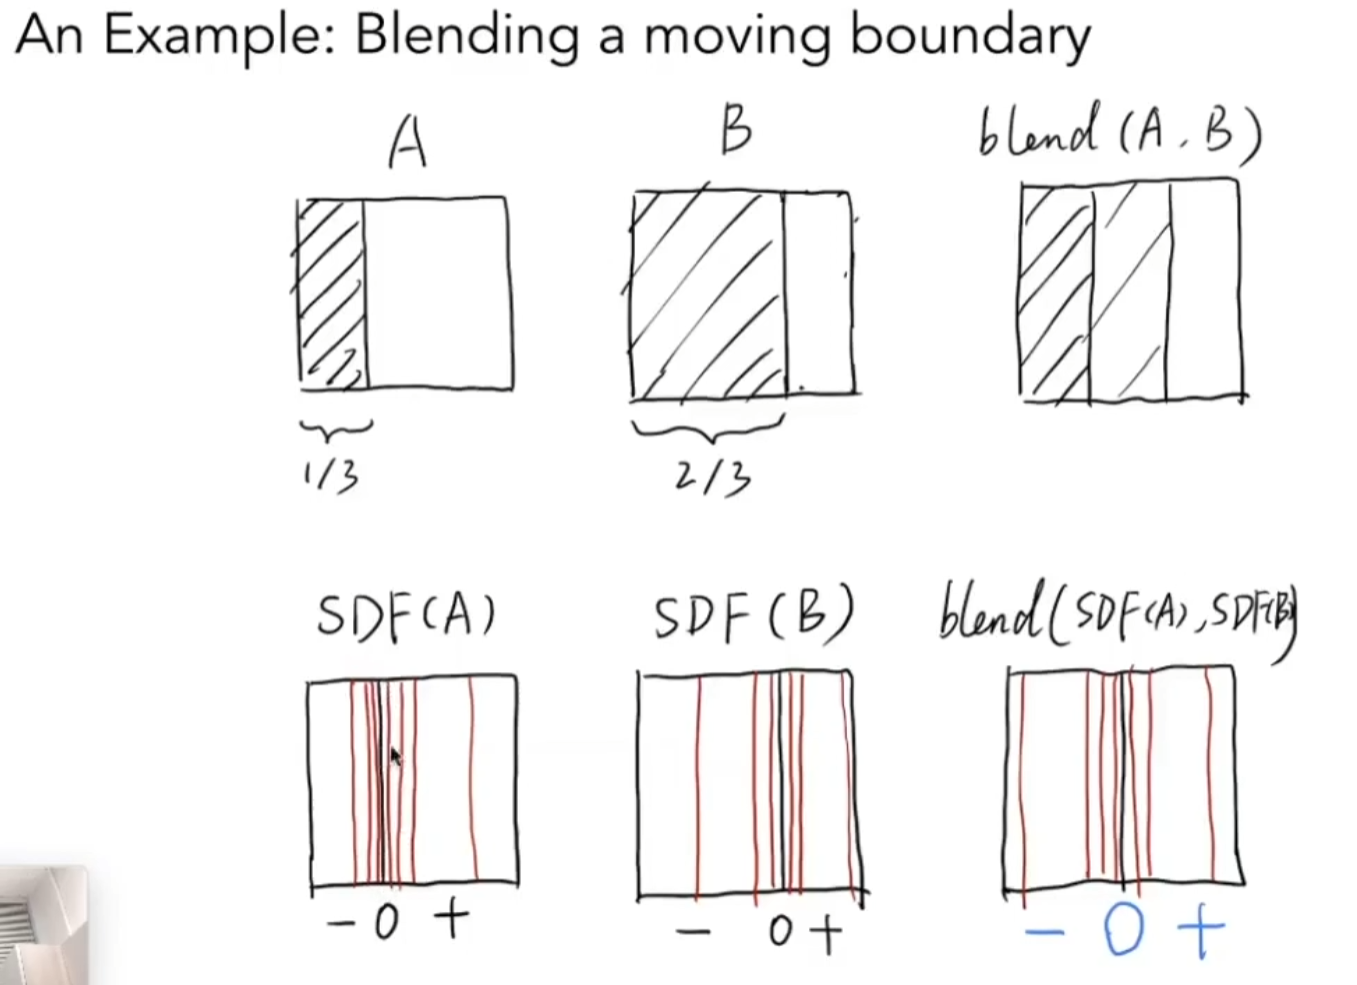 An Example: Blending a moving boundary
A
B
blend (A, B)
1/3
2/3
SDF(A)
SDF(B)
blend(SDF(A), SDF(B)
- 0 +
- 0 +
- 0 +